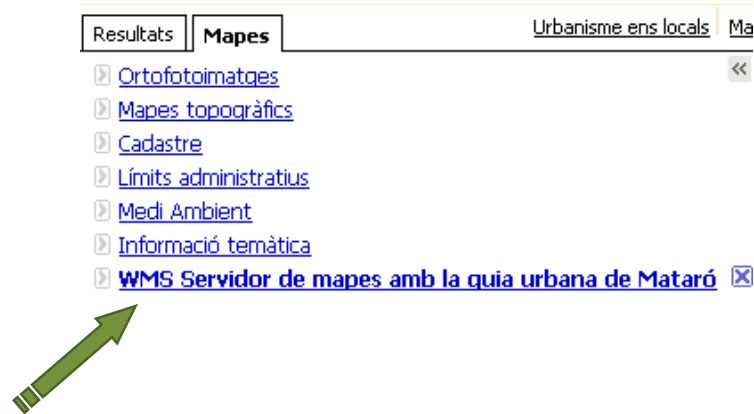 Resultats Mapes Urbanisme ens locals Ma
Ortofotoimatges
Mapes topogràfics
Cadastre
Límits administratius
Medi Ambient
Informació temàtica
WMS Servidor de mapes amb la guia urbana de Mataró